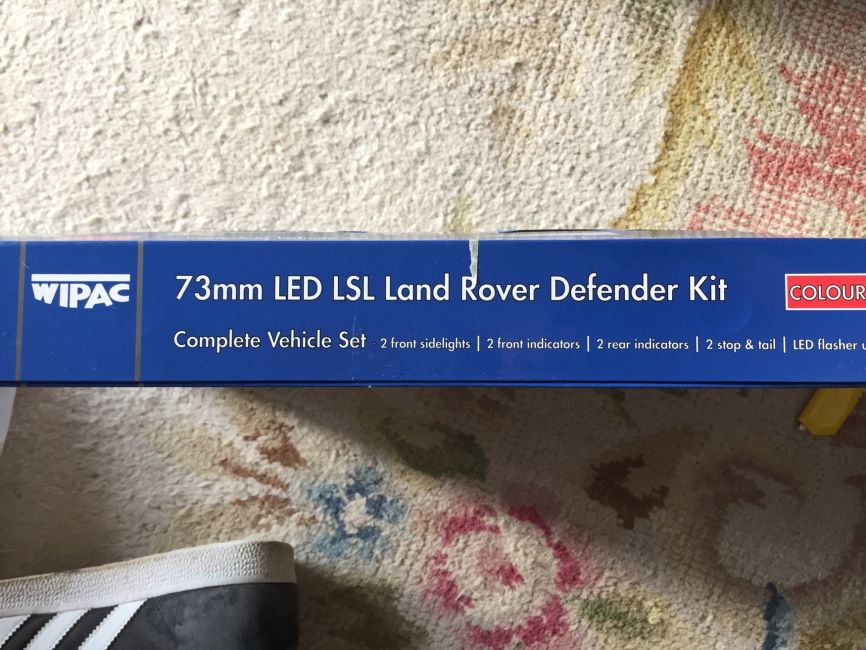 WIPAC
73mm LED LSL Land Rover Defender Kit
COLOUR
Complete Vehicle Set - 2 front sidelights | 2 front indicators | 2 rear indicators | 2 stop & tail | LED flasher